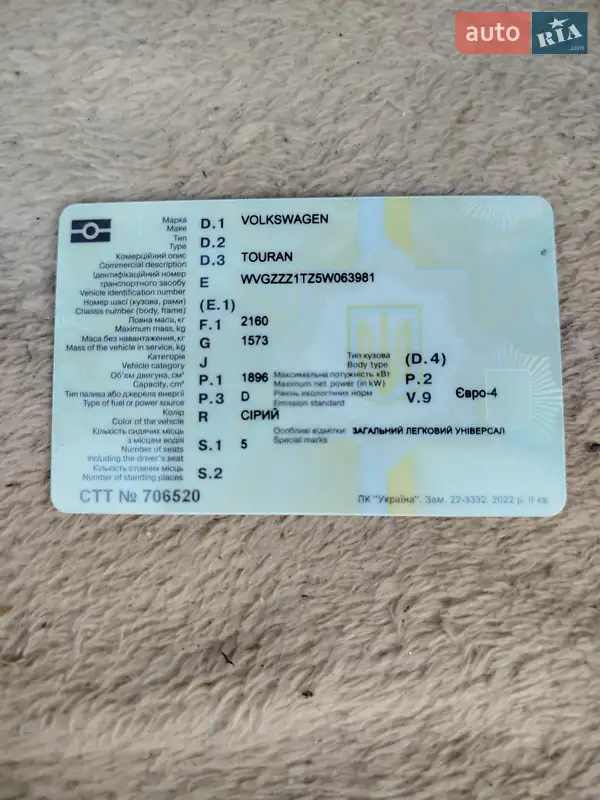 auto RIA .com
Марка D.1 VOLKSWAGEN
Make
Тип D.2
Type
Комерційний опис D.3 TOURAN
Commercial description
Ідентифікаційний номер
транспортного засобу E WVGZZZ1TZ5W063981
Vehicle identification number
Номер шасі (кузова, рами) (E.1)
Chassis number (body, frame)
Повна маса, кг F.1 2160
Maximum mass, kg
Маса без навантаження, кг G 1573
Mass of the vehicle in service, kg
Категорія J Тип кузова (D.4)
Vehicle category Body type
Об'єм двигуна, см³ P.1 1896 Максимальна потужність кВт P.2
Capacity, cm³ Maximum net power (in kW)
Тип палива або джерела енергії P.3 D Рівень екологічних норм V.9 Євро-4
Type of fuel or power source Emission standard
Колір R СІРИЙ
Color of the vehicle
Кількість сидячих місць Особливі відмітки: ЗАГАЛЬНИЙ ЛЕГКОВИЙ УНІВЕРСАЛ
з місцем водія S.1 5 Special marks
Number of seats
including the driver's seat
Кількість стоячих місць S.2
Number of standing places
СТТ № 706520 ПК "Україна". Зам. 22-3332. 2022 р. II кв.